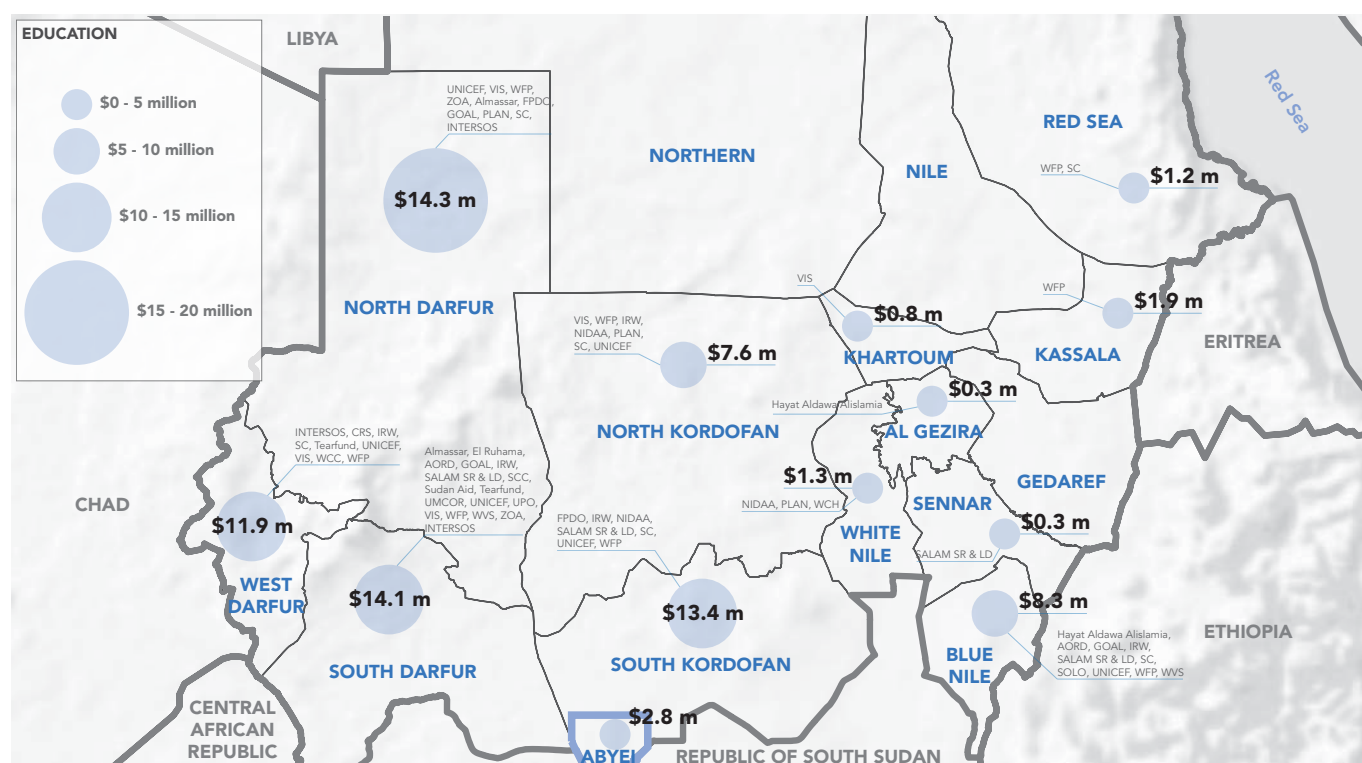 EDUCATION
$0 - 5 million
$5 - 10 million
$10 - 15 million
$15 - 20 million
LIBYA
UNICEF, VIS, WFP,
ZOA, Almassar, FPDO,
GOAL, PLAN, SC,
INTERSOS
$14.3 m
NORTH DARFUR
NORTHERN
NILE
RED SEA
Red Sea
WFP, SC
$1.2 m
VIS
$0.8 m
KHARTOUM
WFP
$1.9 m
KASSALA
ERITREA
VIS, WFP, IRW,
NIDAA, PLAN,
SC, UNICEF
$7.6 m
NORTH KORDOFAN
Hayat Aldawa Alislamia
$0.3 m
AL GEZIRA
GEDAREF
CHAD
INTERSOS, CRS, IRW,
SC, Tearfund, UNICEF,
VIS, WCC, WFP
$11.9 m
WEST
DARFUR
Almassar, El Ruhama,
AORD, GOAL, IRW,
SALAM SR & LD, SCC,
Sudan Aid, Tearfund,
UMCOR, UNICEF, UPO,
VIS, WFP, WVS, ZOA,
INTERSOS
$14.1 m
SOUTH DARFUR
FPDO, IRW, NIDAA,
SALAM SR & LD, SC,
UNICEF, WFP
$13.4 m
SOUTH KORDOFAN
$1.3 m
NIDAA, PLAN, WCH
WHITE
NILE
SENNAR
$0.3 m
SALAM SR & LD
$8.3 m
BLUE
NILE
Hayat Aldawa Alislamia,
AORD, GOAL, IRW,
SALAM SR & LD, SC,
SOLO, UNICEF, WFP, WVS
ETHIOPIA
CENTRAL
AFRICAN
REPUBLIC
$2.8 m
ABYEI
REPUBLIC OF SOUTH SUDAN